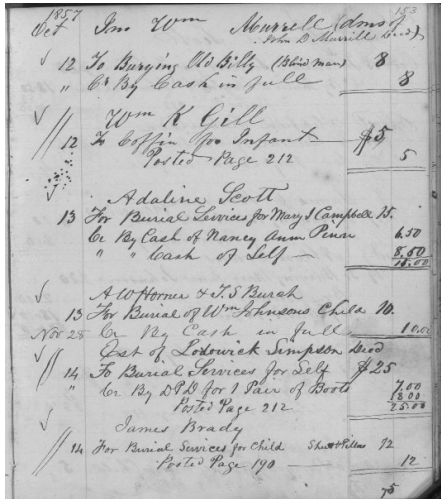 1857 153
Oct Jno Wm Murrell Admsof
John D. Murrill Decd
12 To Burying Old Billy (Blind man) 8
" Cr By Cash in full 8
Wm K Gill
12 To Coffin for Infant $5
Posted Page 212 5
Adaline Scott
13 For Burial Services for Mary S Campbell 15.
Cr By Cash of Nancy Ann 6.50
" " Cash of Self 8.50
15.00
A W Horner & T. S Burch
13 For Burial of Wm Johnsons Child 10.
Nov 28 Cr By Cash in full 10.00
Est of Lodowick Simpson Decd
14 To Burial Services for Self $25
" Cr By D P D for 1 Pair of Boots 7.00
18.00
Posted Page 212 25.00
James Brady
14 For Burial Services for Child 12
Posted Page 190 12
75